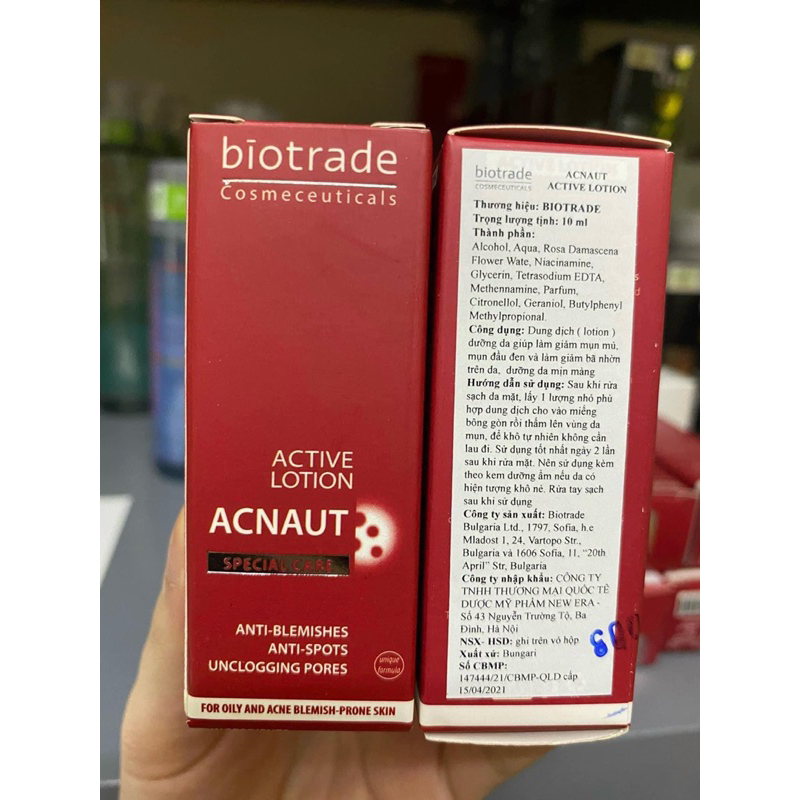 biotrade
Cosmeceuticals
ACTIVE
LOTION
ACNAUT
SPECIAL CARE
ANTI-BLEMISHES
ANTI-SPOTS
UNCLOGGING PORES
unique
formula
FOR OILY AND ACNE BLEMISH-PRONE SKIN
biotrade
COSMECEUTICALS
ACNAUT
ACTIVE LOTION
Thương hiệu: BIOTRADE
Trọng lượng tịnh: 10 ml
Thành phần:
Alcohol, Aqua, Rosa Damascena
Flower Wate, Niacinamine,
Glycerin, Tetrasodium EDTA,
Methennamine, Parfum,
Citronellol, Geraniol, Butylphenyl
Methylpropional.
Công dụng: Dung dịch ( lotion )
dưỡng da giúp làm giảm mụn mủ,
mụn đầu đen và làm giảm bã nhờn
trên da, dưỡng da mịn màng
Hướng dẫn sử dụng: Sau khi rửa
sạch da mặt, lấy 1 lượng nhỏ phù
hợp dung dịch cho vào miếng
bông gòn rồi thấm lên vùng da
mụn, để khô tự nhiên không cần
lau đi. Sử dụng tốt nhất ngày 2 lần
sau khi rửa mặt. Nên sử dụng kèm
theo kem dưỡng ẩm nếu da có
hiện tượng khô nẻ. Rửa tay sạch
sau khi sử dụng
Công ty sản xuất: Biotrade
Bulgaria Ltd., 1797, Sofia, h.e
Mladost 1, 24, Vartopo Str.,
Bulgaria và 1606 Sofia, 11, “20th
April” Str, Bulgaria
Công ty nhập khẩu: CÔNG TY
TNHH THƯƠNG MẠI QUỐC TẾ
DƯỢC MỸ PHẨM NEW ERA -
Số 43 Nguyễn Trường Tộ, Ba
Đình, Hà Nội
NSX- HSD: ghi trên vỏ hộp
Xuất xứ: Bungari
Số CBMP:
147444/21/CBMP-QLD cấp
15/04/2021